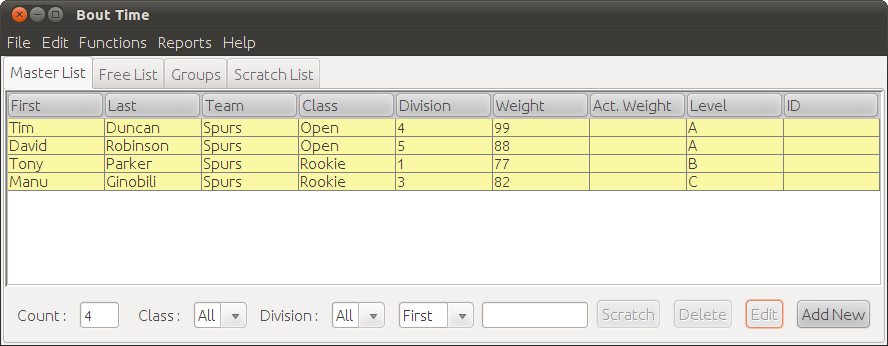 Bout Time
File Edit Functions Reports Help
Master List Free List Groups Scratch List
First Last Team Class Division Weight Act. Weight Level ID
Tim Duncan Spurs Open 4 99 A
David Robinson Spurs Open 5 88 A
Tony Parker Spurs Rookie 1 77 B
Manu Ginobili Spurs Rookie 3 82 C
Count : 4 Class : All Division : All First Scratch Delete Edit Add New